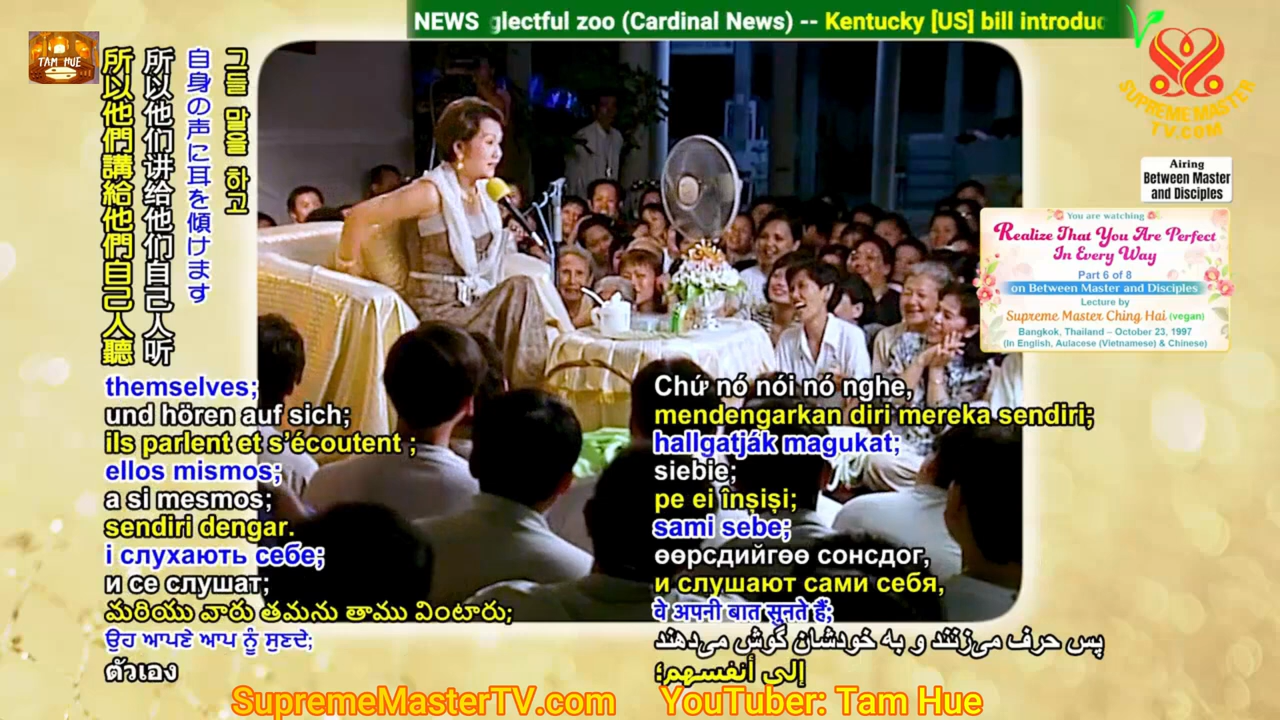 NEWS glectful zoo (Cardinal News) -- Kentucky [US] bill introduc
TAM HUE
SUPREME MASTER
TV.COM
Airing
Between Master
and Disciples
You are watching
Realize That You Are Perfect
In Every Way
Part 6 of 8
on Between Master and Disciples
Lecture by
Supreme Master Ching Hai (vegan)
Bangkok, Thailand – October 23, 1997
(In English, Aulacese (Vietnamese) & Chinese)
그들 말을 하고
自身の声に耳を傾けます
所以他们讲给他们自己人听
所以他們講給他們自己人聽
themselves;
und hören auf sich;
ils parlent et s’écoutent ;
ellos mismos;
a si mesmos;
sendiri dengar.
і слухають себе;
и се слушат;
మరియు వారు తమను తాము వింటారు;
ਉਹ ਆਪਣੇ ਆਪ ਨੂੰ ਸੁਣਦੇ;
ตัวเอง
Chứ nó nói nó nghe,
mendengarkan diri mereka sendiri;
hallgatják magukat;
siebie;
pe ei înșiși;
sami sebe;
өөрсдийгөө сонсдог,
и слушают сами себя,
वे अपनी बात सुनते हैं;
پس حرف می‌زنند و به خودشان گوش می‌دهند
إلى أنفسهم؛
SupremeMasterTV.com YouTuber: Tam Hue